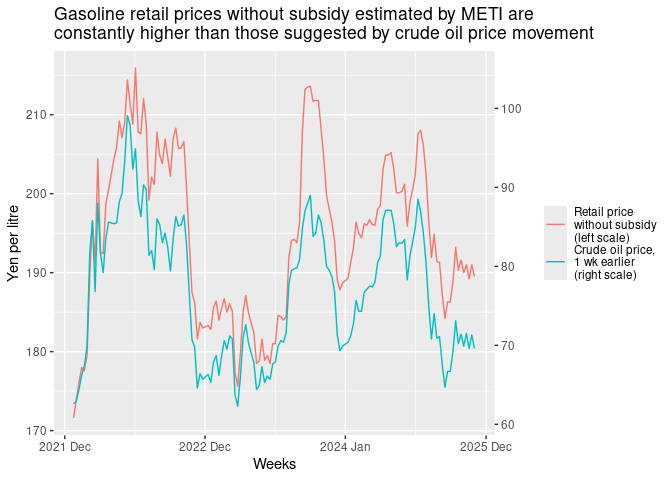 Gasoline retail prices without subsidy estimated by METI are
constantly higher than those suggested by crude oil price movement
Yen per litre
210
200
190
180
170
100
90
80
70
60
2021 Dec
2022 Dec
2024 Jan
2025 Dec
Weeks
Retail price
without subsidy
(left scale)
Crude oil price,
1 wk earlier
(right scale)